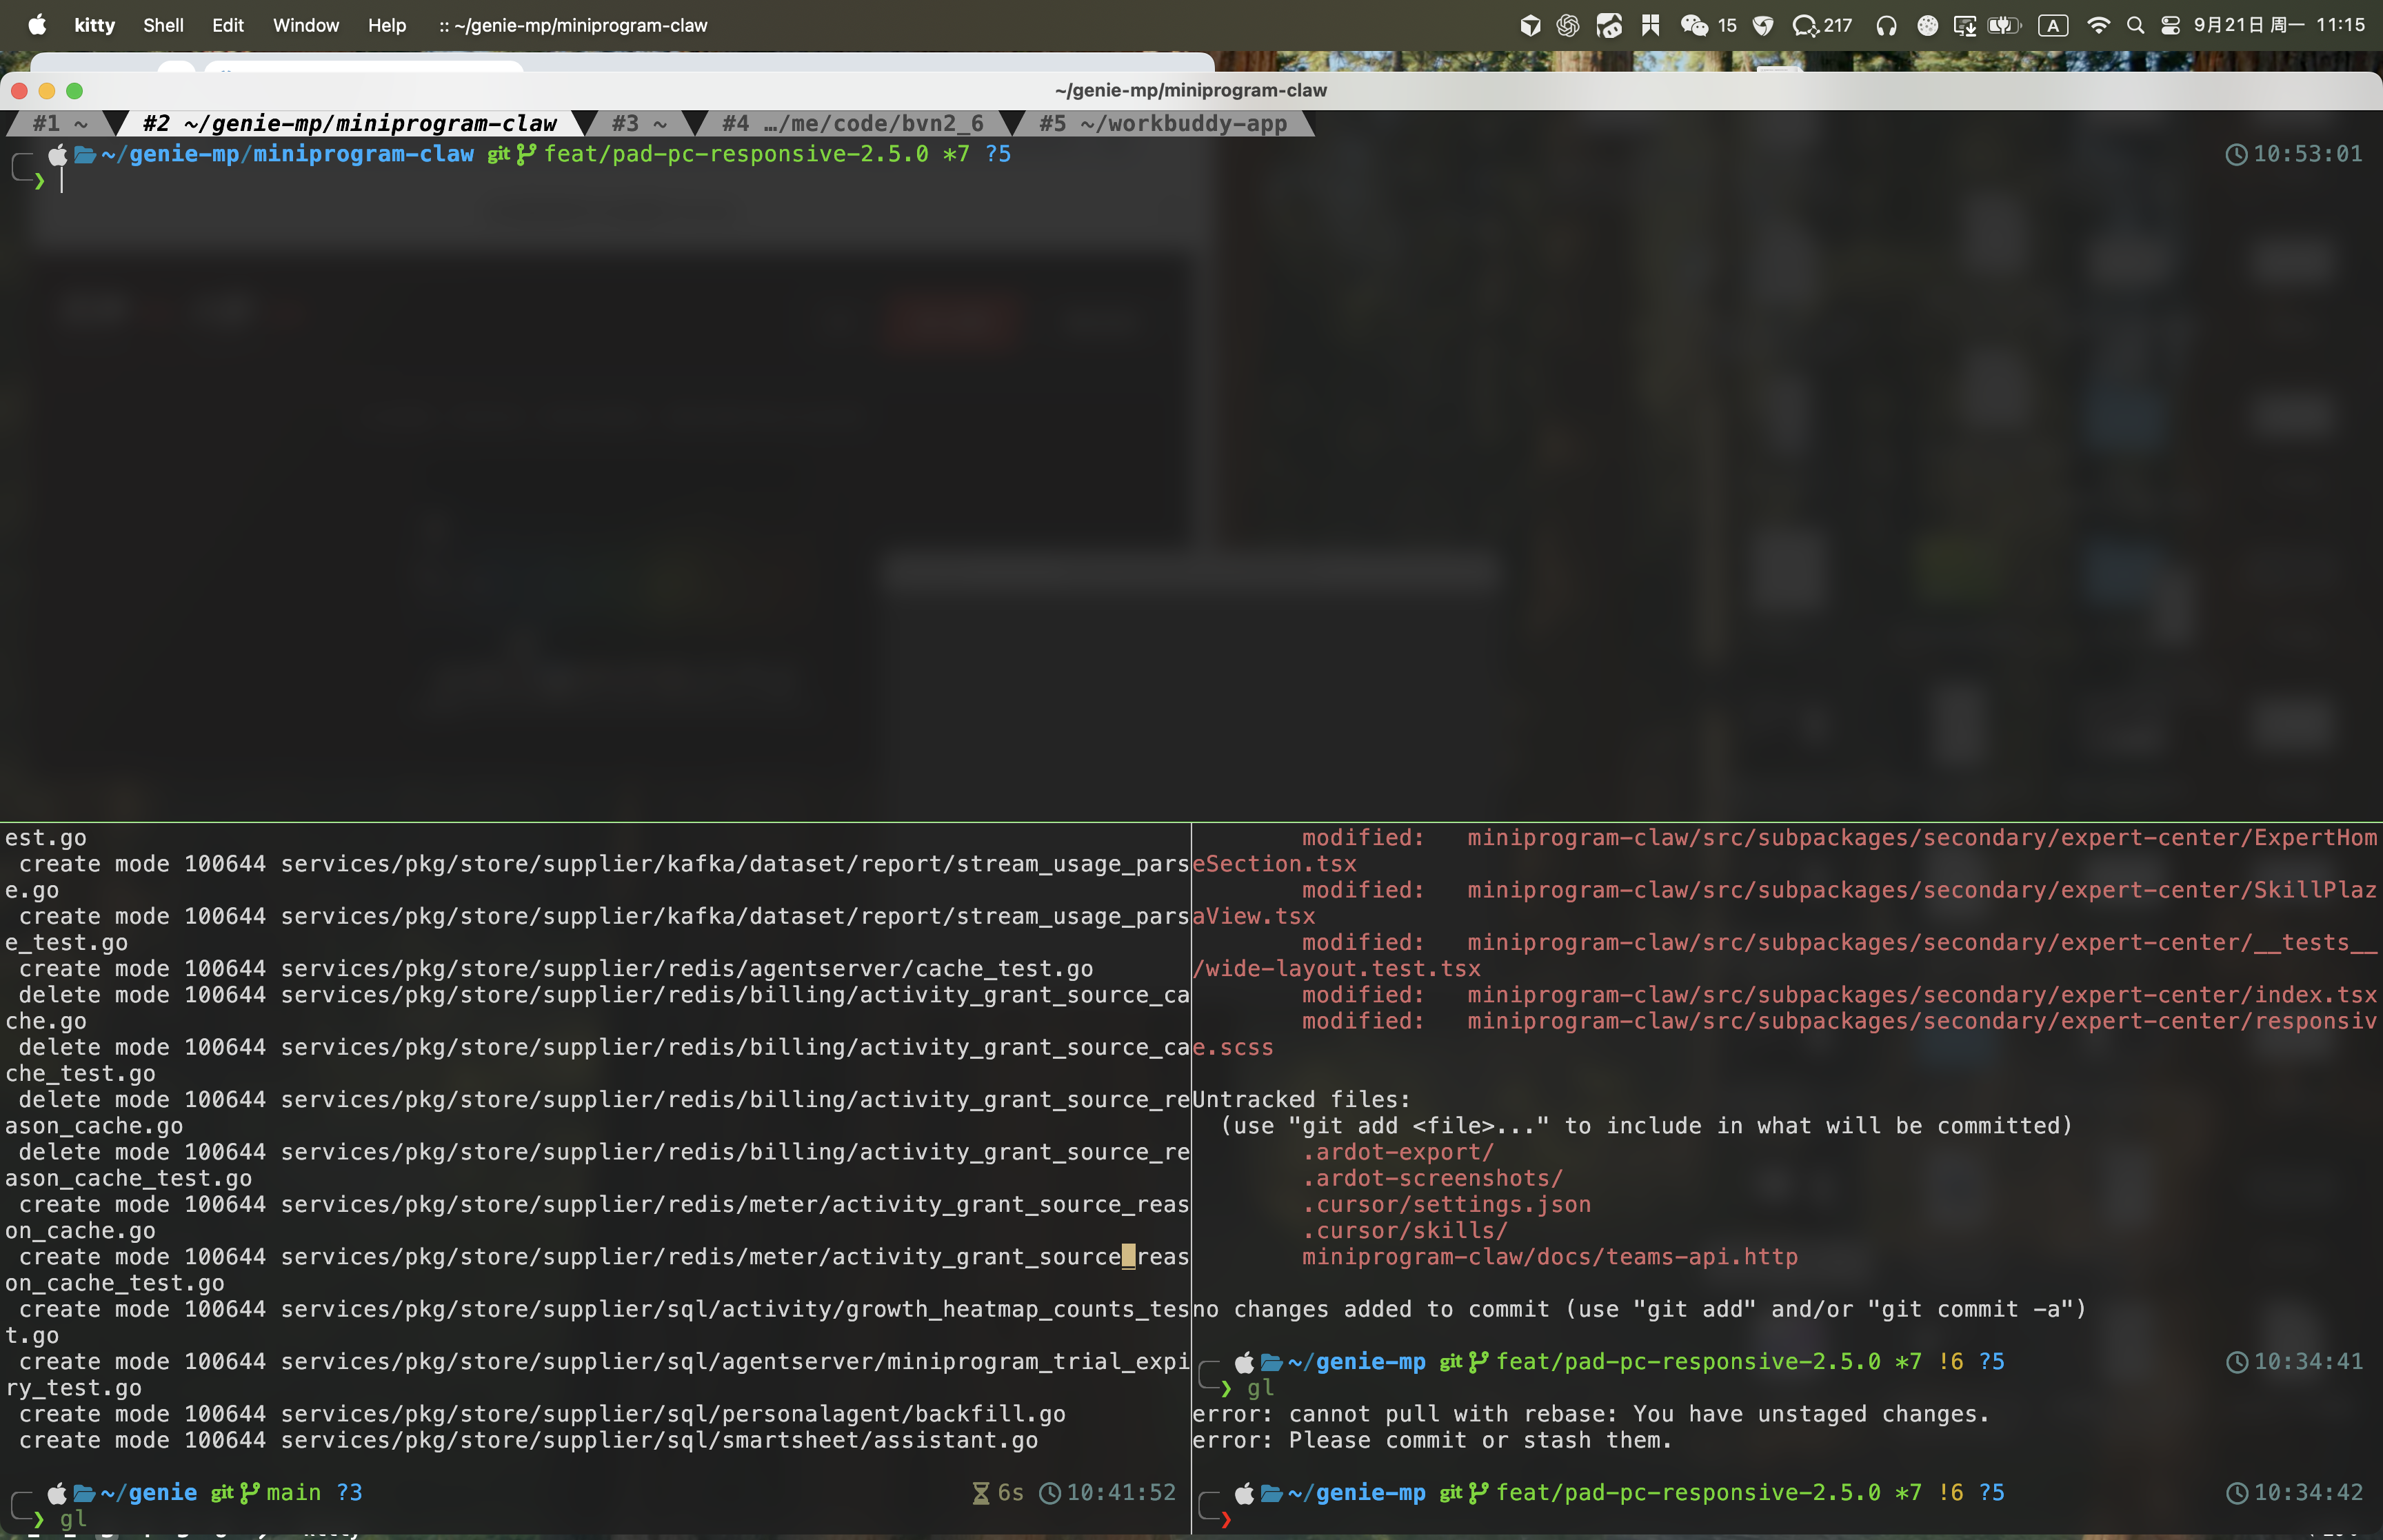 kitty Shell Edit Window Help :: ~/genie-mp/miniprogram-claw 15 217 A 9月21日 周一 11:15
~/genie-mp/miniprogram-claw
#1 ~ #2 ~/genie-mp/miniprogram-claw #3 ~ #4 …/me/code/bvn2_6 #5 ~/workbuddy-app
~/genie-mp/miniprogram-claw git feat/pad-pc-responsive-2.5.0 *7 ?5 10:53:01
❯
est.go
create mode 100644 services/pkg/store/supplier/kafka/dataset/report/stream_usage_pars
e.go
create mode 100644 services/pkg/store/supplier/kafka/dataset/report/stream_usage_pars
e_test.go
create mode 100644 services/pkg/store/supplier/redis/agentserver/cache_test.go
delete mode 100644 services/pkg/store/supplier/redis/billing/activity_grant_source_ca
che.go
delete mode 100644 services/pkg/store/supplier/redis/billing/activity_grant_source_ca
che_test.go
delete mode 100644 services/pkg/store/supplier/redis/billing/activity_grant_source_re
ason_cache.go
delete mode 100644 services/pkg/store/supplier/redis/billing/activity_grant_source_re
ason_cache_test.go
create mode 100644 services/pkg/store/supplier/redis/meter/activity_grant_source_reas
on_cache.go
create mode 100644 services/pkg/store/supplier/redis/meter/activity_grant_source_reas
on_cache_test.go
create mode 100644 services/pkg/store/supplier/sql/activity/growth_heatmap_counts_tes
t.go
create mode 100644 services/pkg/store/supplier/sql/agentserver/miniprogram_trial_expi
ry_test.go
create mode 100644 services/pkg/store/supplier/sql/personalagent/backfill.go
create mode 100644 services/pkg/store/supplier/sql/smartsheet/assistant.go
~/genie git main ?3 6s 10:41:52
❯ gl
modified: miniprogram-claw/src/subpackages/secondary/expert-center/ExpertHom
eSection.tsx
modified: miniprogram-claw/src/subpackages/secondary/expert-center/SkillPlaz
aView.tsx
modified: miniprogram-claw/src/subpackages/secondary/expert-center/__tests__
/wide-layout.test.tsx
modified: miniprogram-claw/src/subpackages/secondary/expert-center/index.tsx
modified: miniprogram-claw/src/subpackages/secondary/expert-center/responsiv
e.scss
Untracked files:
(use "git add <file>..." to include in what will be committed)
.ardot-export/
.ardot-screenshots/
.cursor/settings.json
.cursor/skills/
miniprogram-claw/docs/teams-api.http
no changes added to commit (use "git add" and/or "git commit -a")
~/genie-mp git feat/pad-pc-responsive-2.5.0 *7 !6 ?5 10:34:41
❯ gl
error: cannot pull with rebase: You have unstaged changes.
error: Please commit or stash them.
~/genie-mp git feat/pad-pc-responsive-2.5.0 *7 !6 ?5 10:34:42
❯